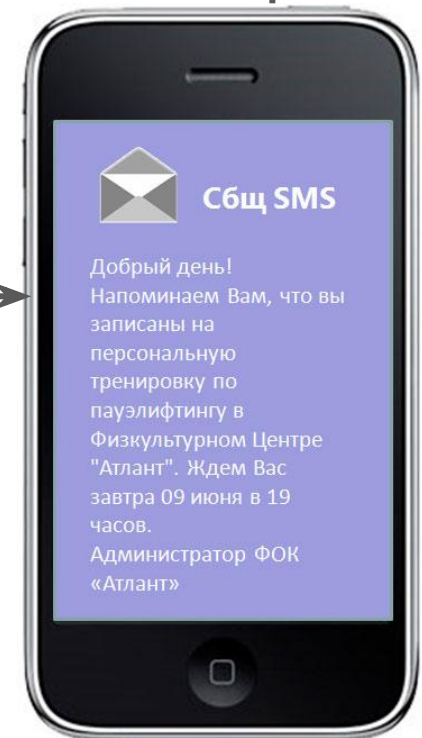 Сбщ SMS
Добрый день!
Напоминаем Вам, что вы
записаны на
персональную
тренировку по
пауэлифтингу в
Физкультурном Центре
"Атлант". Ждем Вас
завтра 09 июня в 19
часов.
Администратор ФОК
«Атлант»